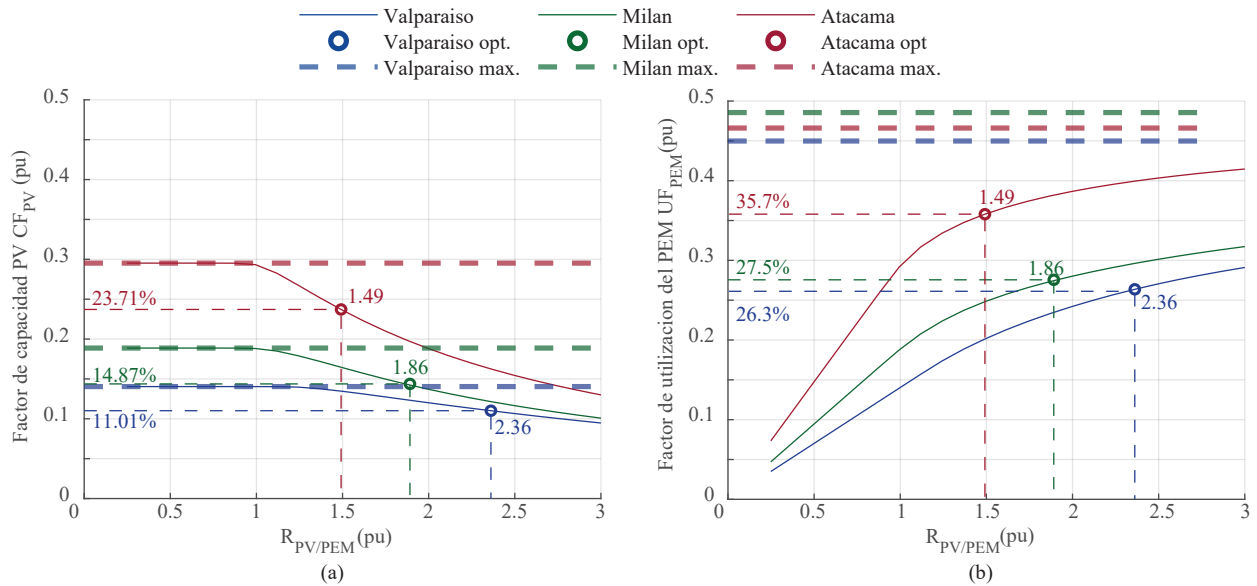 Valparaiso
Milan
Atacama
Valparaiso opt.
Milan opt.
Atacama opt
Valparaiso max.
Milan max.
Atacama max.
Factor de capacidad PV CF_PV (pu)
0.5
0.4
0.3
0.2
0.1
0
23.71%
14.87%
11.01%
1.49
1.86
2.36
0
0.5
1
1.5
2
2.5
3
R_PV/PEM(pu)
(a)
Factor de utilizacion del PEM UF_PEM(pu)
0.5
0.4
0.3
0.2
0.1
0
35.7%
27.5%
26.3%
1.49
1.86
2.36
0
0.5
1
1.5
2
2.5
3
R_PV/PEM(pu)
(b)